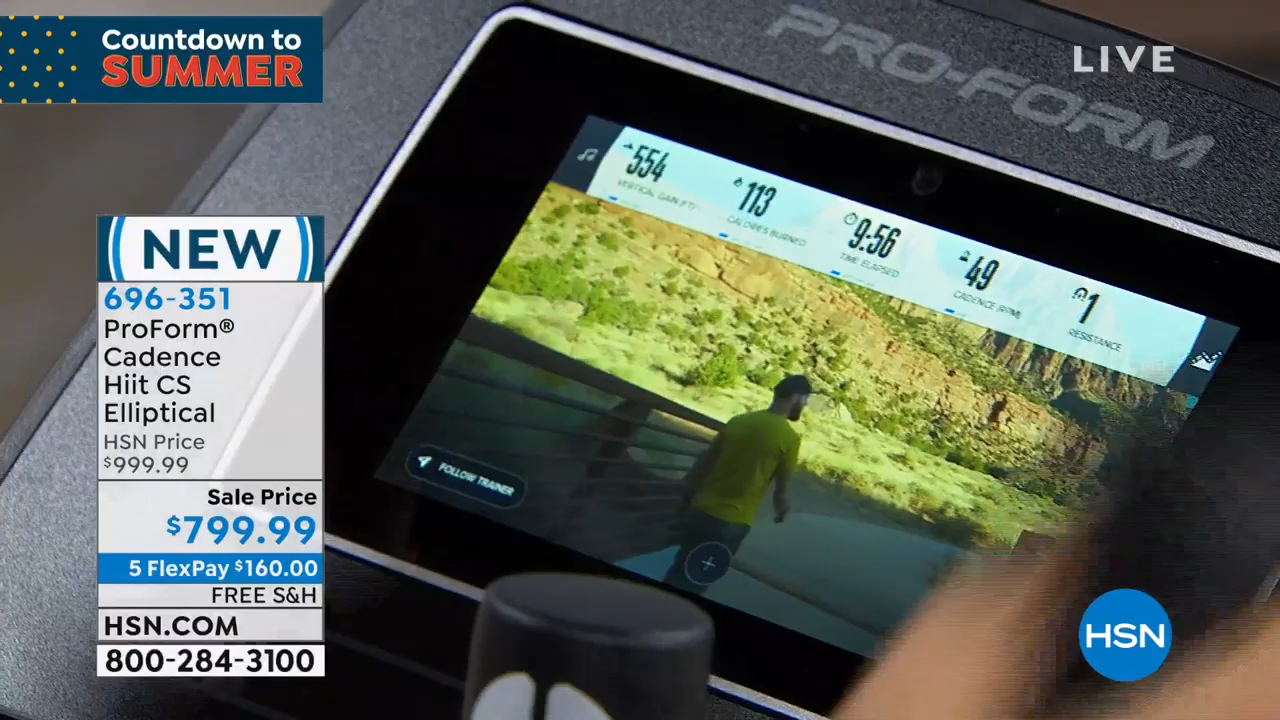 Countdown to
SUMMER
LIVE
PRO-FORM
NEW
696-351
ProForm®
Cadence
Hiit CS
Elliptical
HSN Price
$999.99
Sale Price
$799.99
5 FlexPay $160.00
FREE S&H
HSN.COM
800-284-3100
554
VERTICAL GAIN (FT)
113
CALORIES BURNED
9:56
TIME ELAPSED
49
CADENCE (RPM)
1
RESISTANCE
FOLLOW TRAINER
HSN